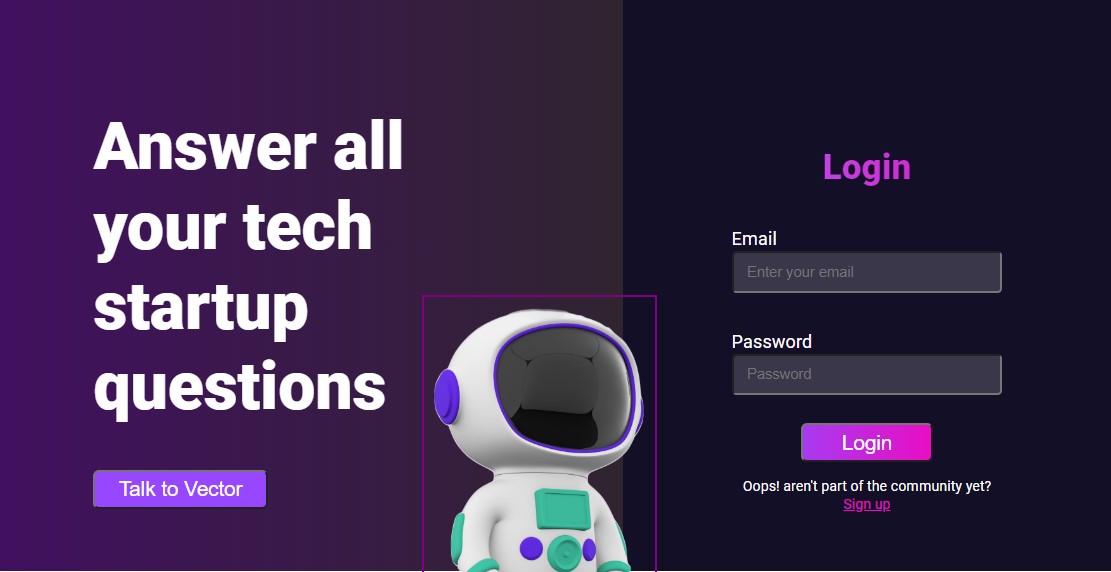 Answer all
your tech
startup
questions
Talk to Vector
Login
Email
Enter your email
Password
Password
Login
Oops! aren't part of the community yet?
Sign up